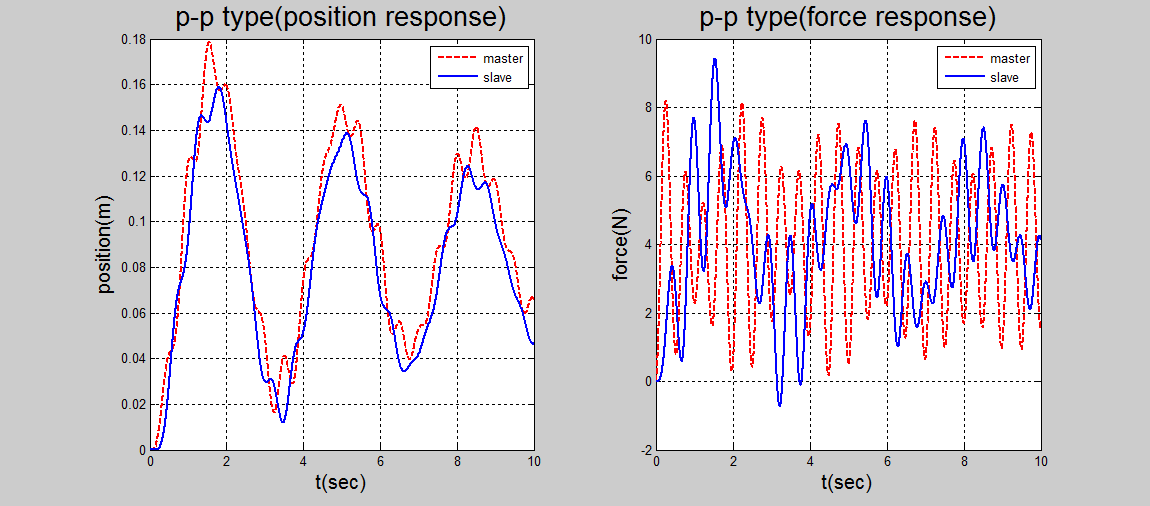 p-p type(position response)
position(m)
0.18
0.16
0.14
0.12
0.1
0.08
0.06
0.04
0.02
0
master
slave
0 2 4 6 8 10
t(sec)
p-p type(force response)
force(N)
10
8
6
4
2
0
-2
master
slave
0 2 4 6 8 10
t(sec)